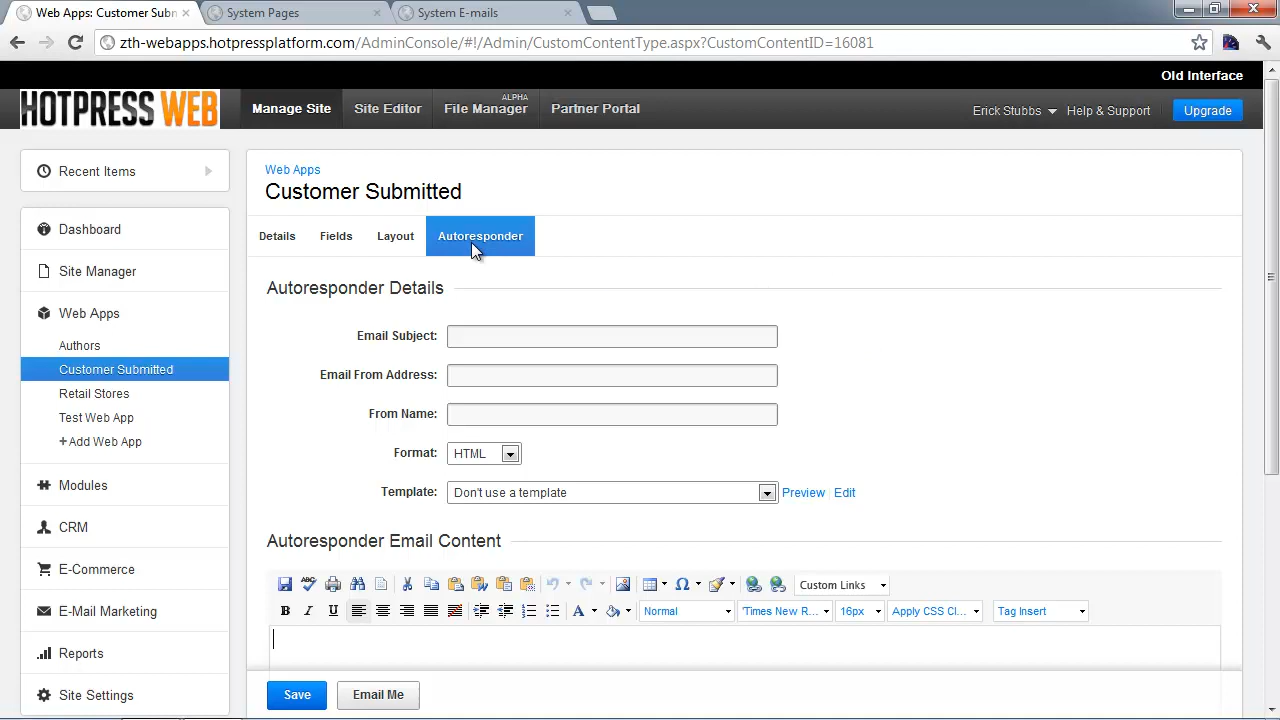 Web Apps: Customer Subn
System Pages
System E-mails
zth-webapps.hotpressplatform.com/AdminConsole/#!/Admin/CustomContentType.aspx?CustomContentID=16081
Old Interface
HOTPRESS WEB
Manage Site
Site Editor
File Manager
ALPHA
Partner Portal
Erick Stubbs
Help & Support
Upgrade
Recent Items
Dashboard
Site Manager
Web Apps
Authors
Customer Submitted
Retail Stores
Test Web App
+Add Web App
Modules
CRM
E-Commerce
E-Mail Marketing
Reports
Site Settings
Web Apps
Customer Submitted
Details
Fields
Layout
Autoresponder
Autoresponder Details
Email Subject:
Email From Address:
From Name:
Format:
HTML
Template:
Don't use a template
Preview
Edit
Autoresponder Email Content
ABC
Custom Links
B
I
U
A
Normal
'Times New R...
16px
Apply CSS Cl...
Tag Insert
Save
Email Me